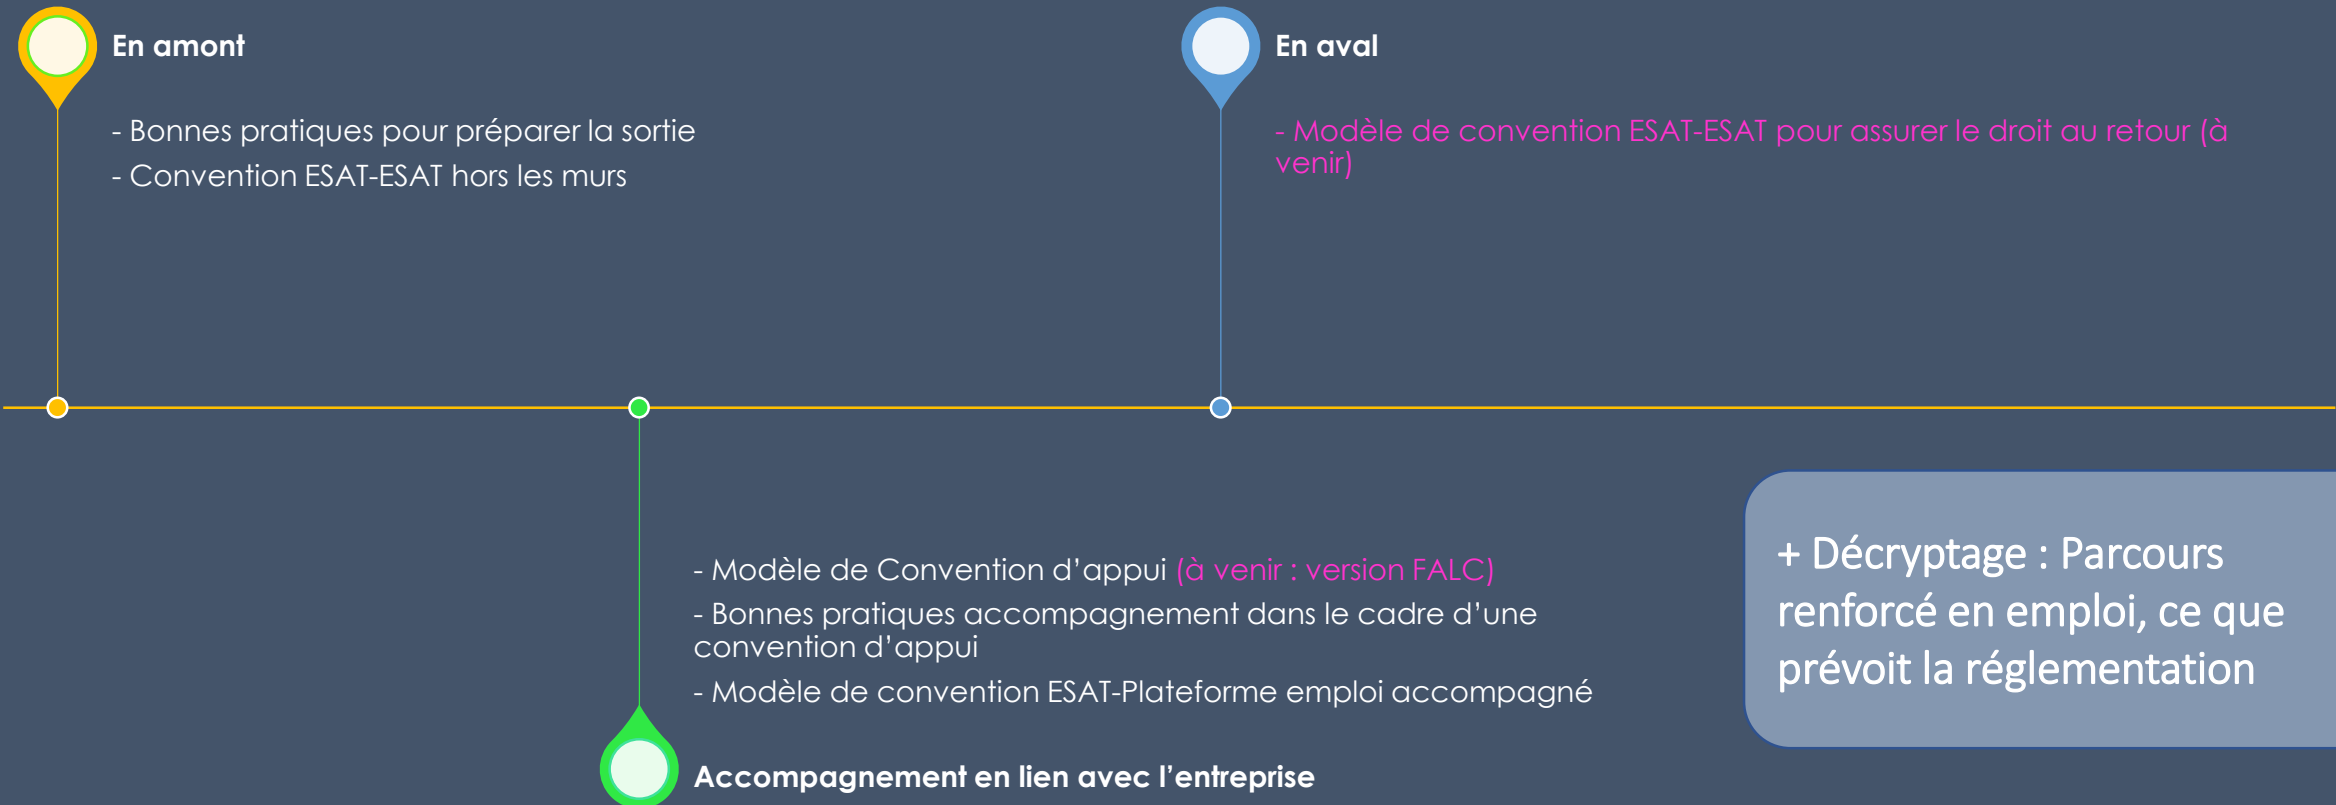 En amont
- Bonnes pratiques pour préparer la sortie
- Convention ESAT-ESAT hors les murs
En aval
- Modèle de convention ESAT-ESAT pour assurer le droit au retour (à
venir)
- Modèle de Convention d’appui (à venir : version FALC)
- Bonnes pratiques accompagnement dans le cadre d’une
convention d’appui
- Modèle de convention ESAT-Plateforme emploi accompagné
Accompagnement en lien avec l’entreprise
+ Décryptage : Parcours
renforcé en emploi, ce que
prévoit la réglementation